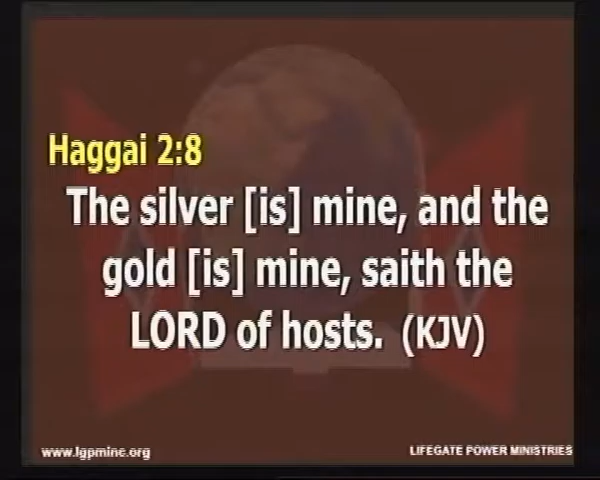 Haggai 2:8
The silver [is] mine, and the
gold [is] mine, saith the
LORD of hosts. (KJV)
www.lgpminc.org
LIFEGATE POWER MINISTRIES